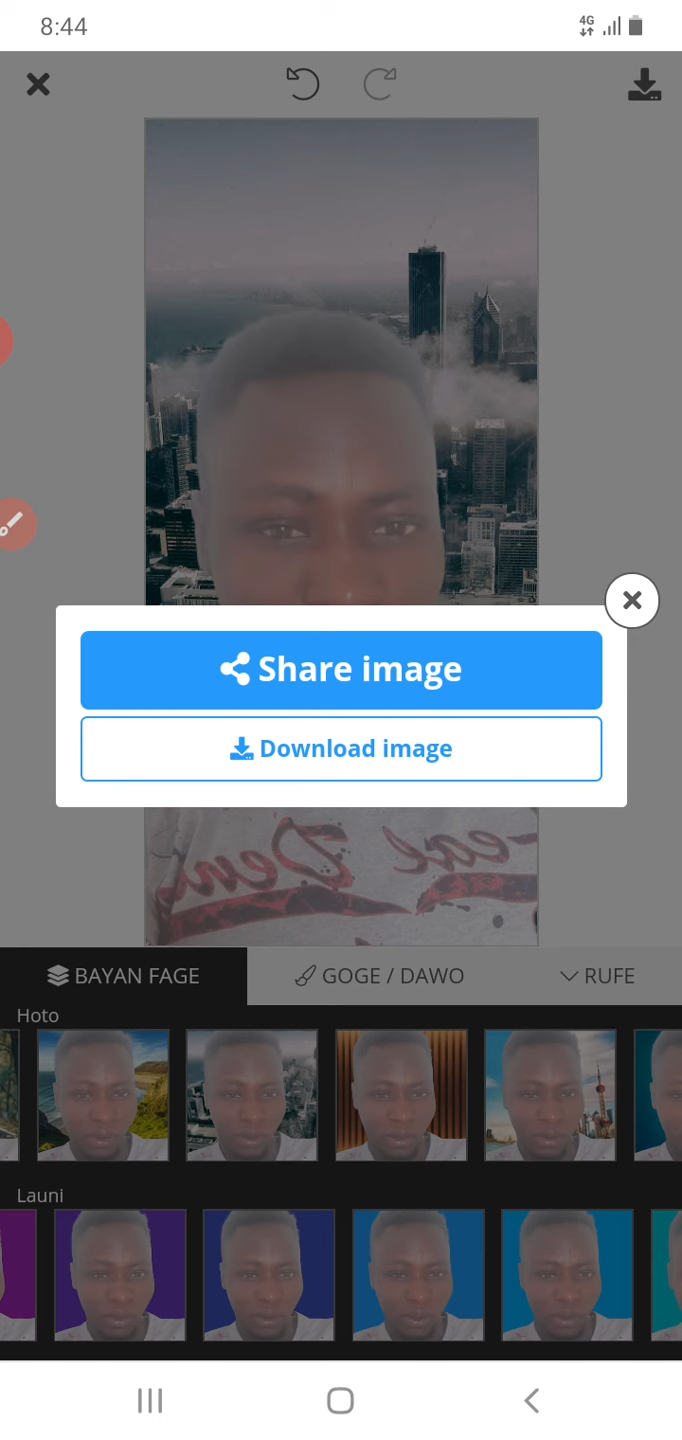 8:44
4G
Share image
Download image
BAYAN FAGE
GOGE / DAWO
RUFE
Hoto
Launi